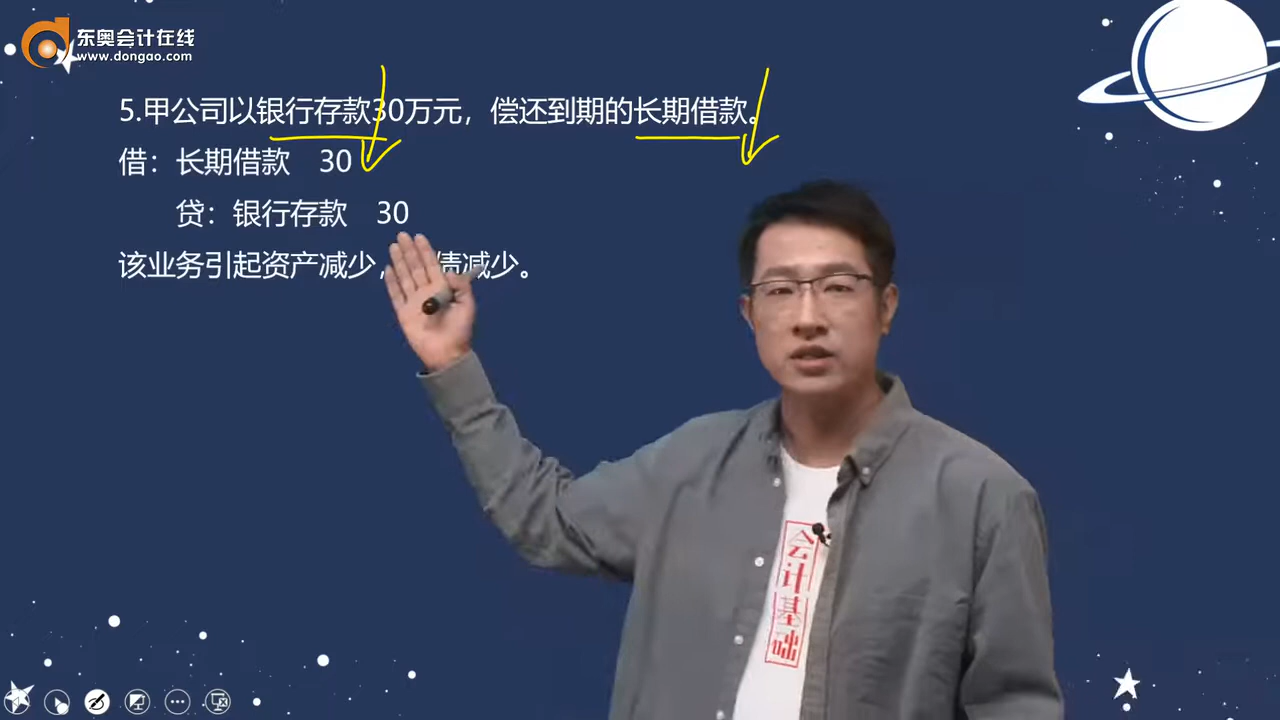 东奥会计在线
www.dongao.com
5.甲公司以银行存款30万元，偿还到期的长期借款。
借：长期借款 30
贷：银行存款 30
该业务引起资产减少，债减少。
会计基础